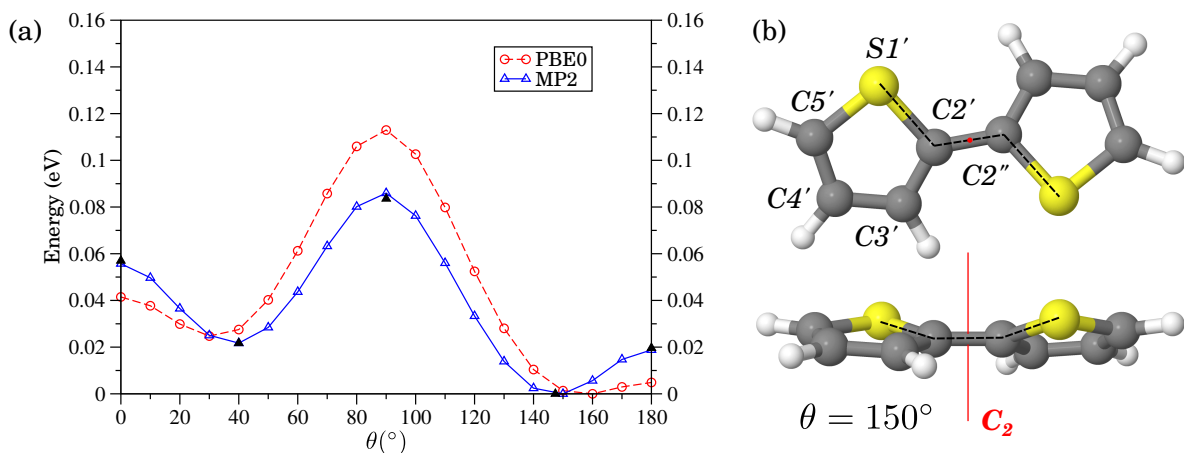 (a)
0.16
0.14
0.12
0.1
0.08
0.06
0.04
0.02
0
Energy (eV)
PBE0
MP2
0.16
0.14
0.12
0.1
0.08
0.06
0.04
0.02
0
0 20 40 60 80 100 120 140 160 180
θ(°)
(b)
S1′
C5′
C2′
C2″
C4′
C3′
θ = 150°
C₂